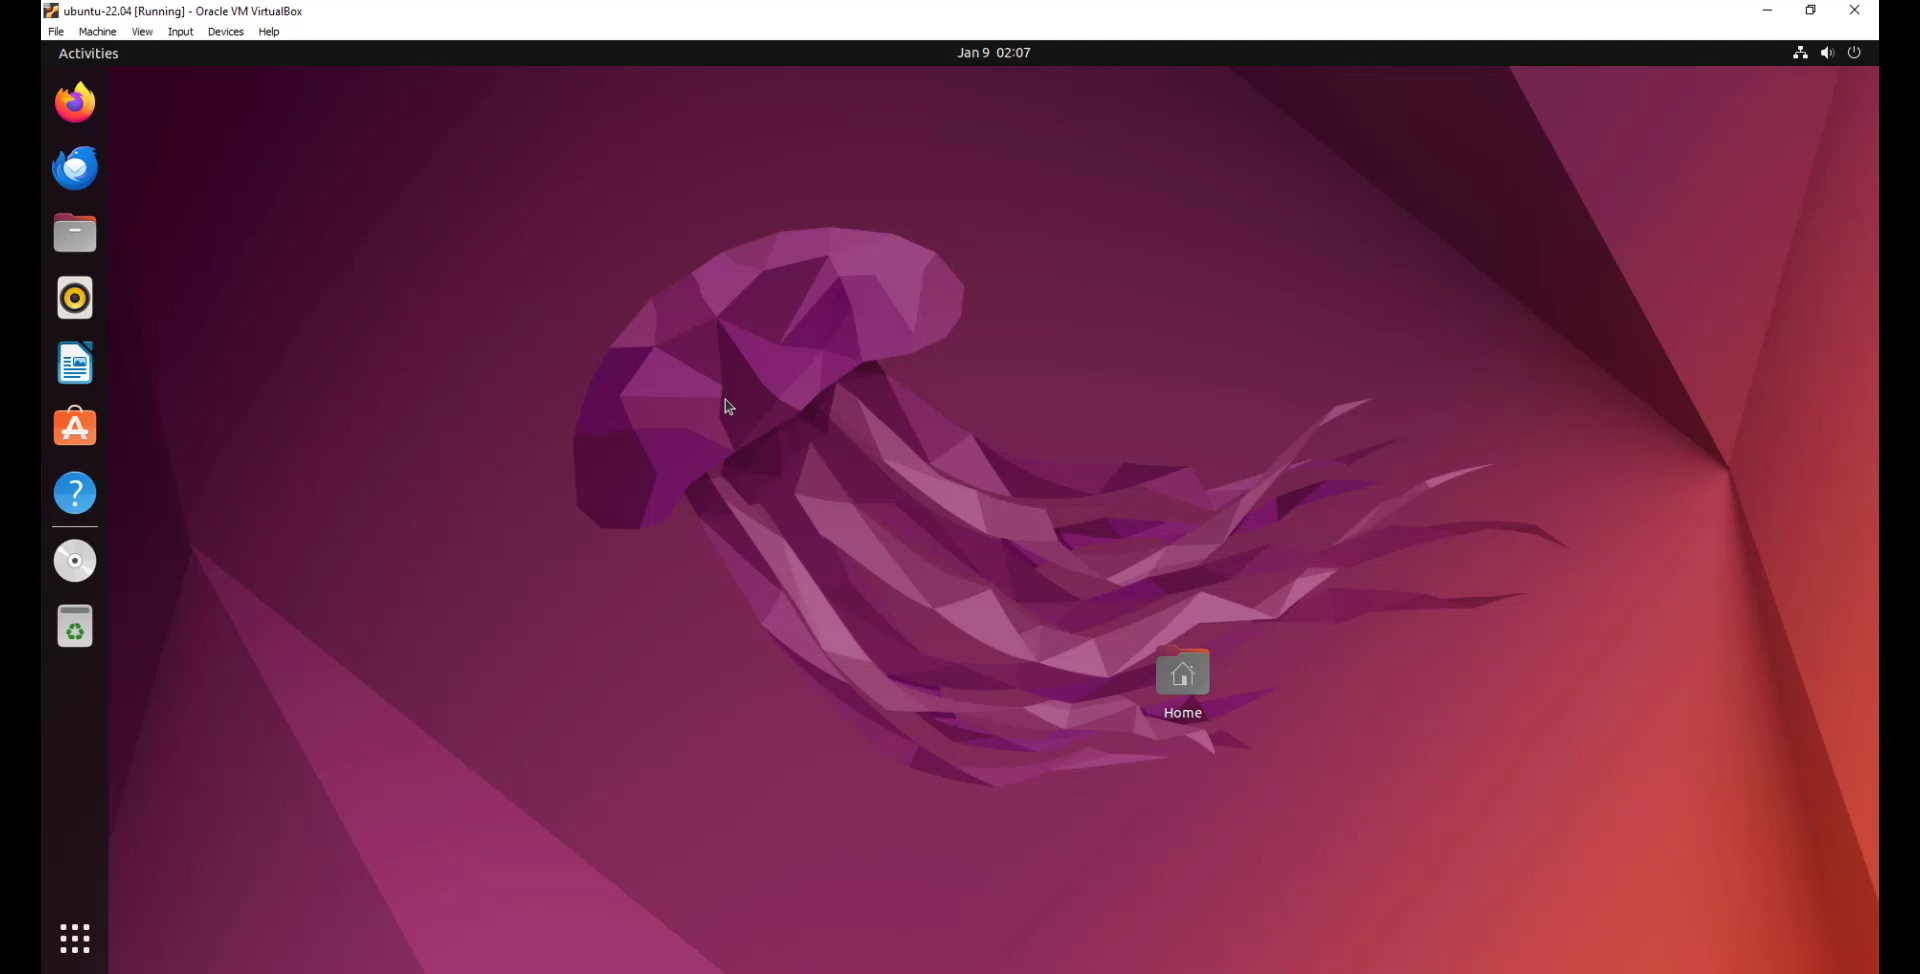 ubuntu-22.04 [Running] - Oracle VM VirtualBox
File Machine View Input Devices Help
Activities
Jan 9 02:07
Home